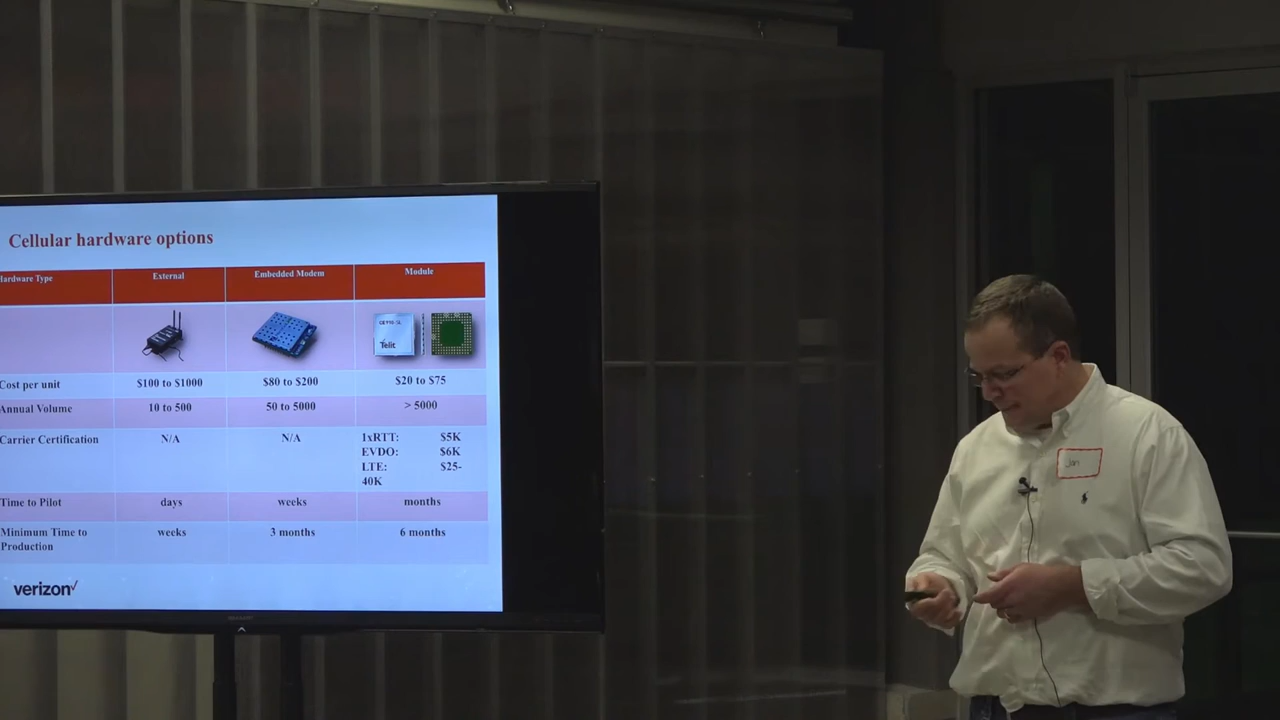 Cellular hardware options
Hardware Type External Embedded Modem Module
Telit
Cost per unit $100 to $1000 $80 to $200 $20 to $75
Annual Volume 10 to 500 50 to 5000 > 5000
Carrier Certification N/A N/A 1xRTT: $5K
EVDO: $6K
LTE: $25-
40K
Time to Pilot days weeks months
Minimum Time to weeks 3 months 6 months
Production
verizon
Jan